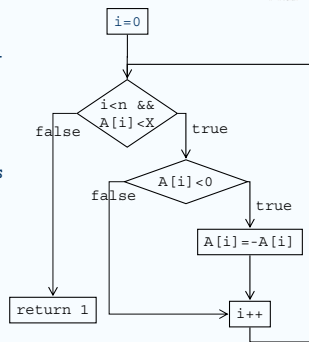 i=0
i<n &&
A[i]<X
false
true
A[i]<0
false
true
A[i]=-A[i]
return 1
i++